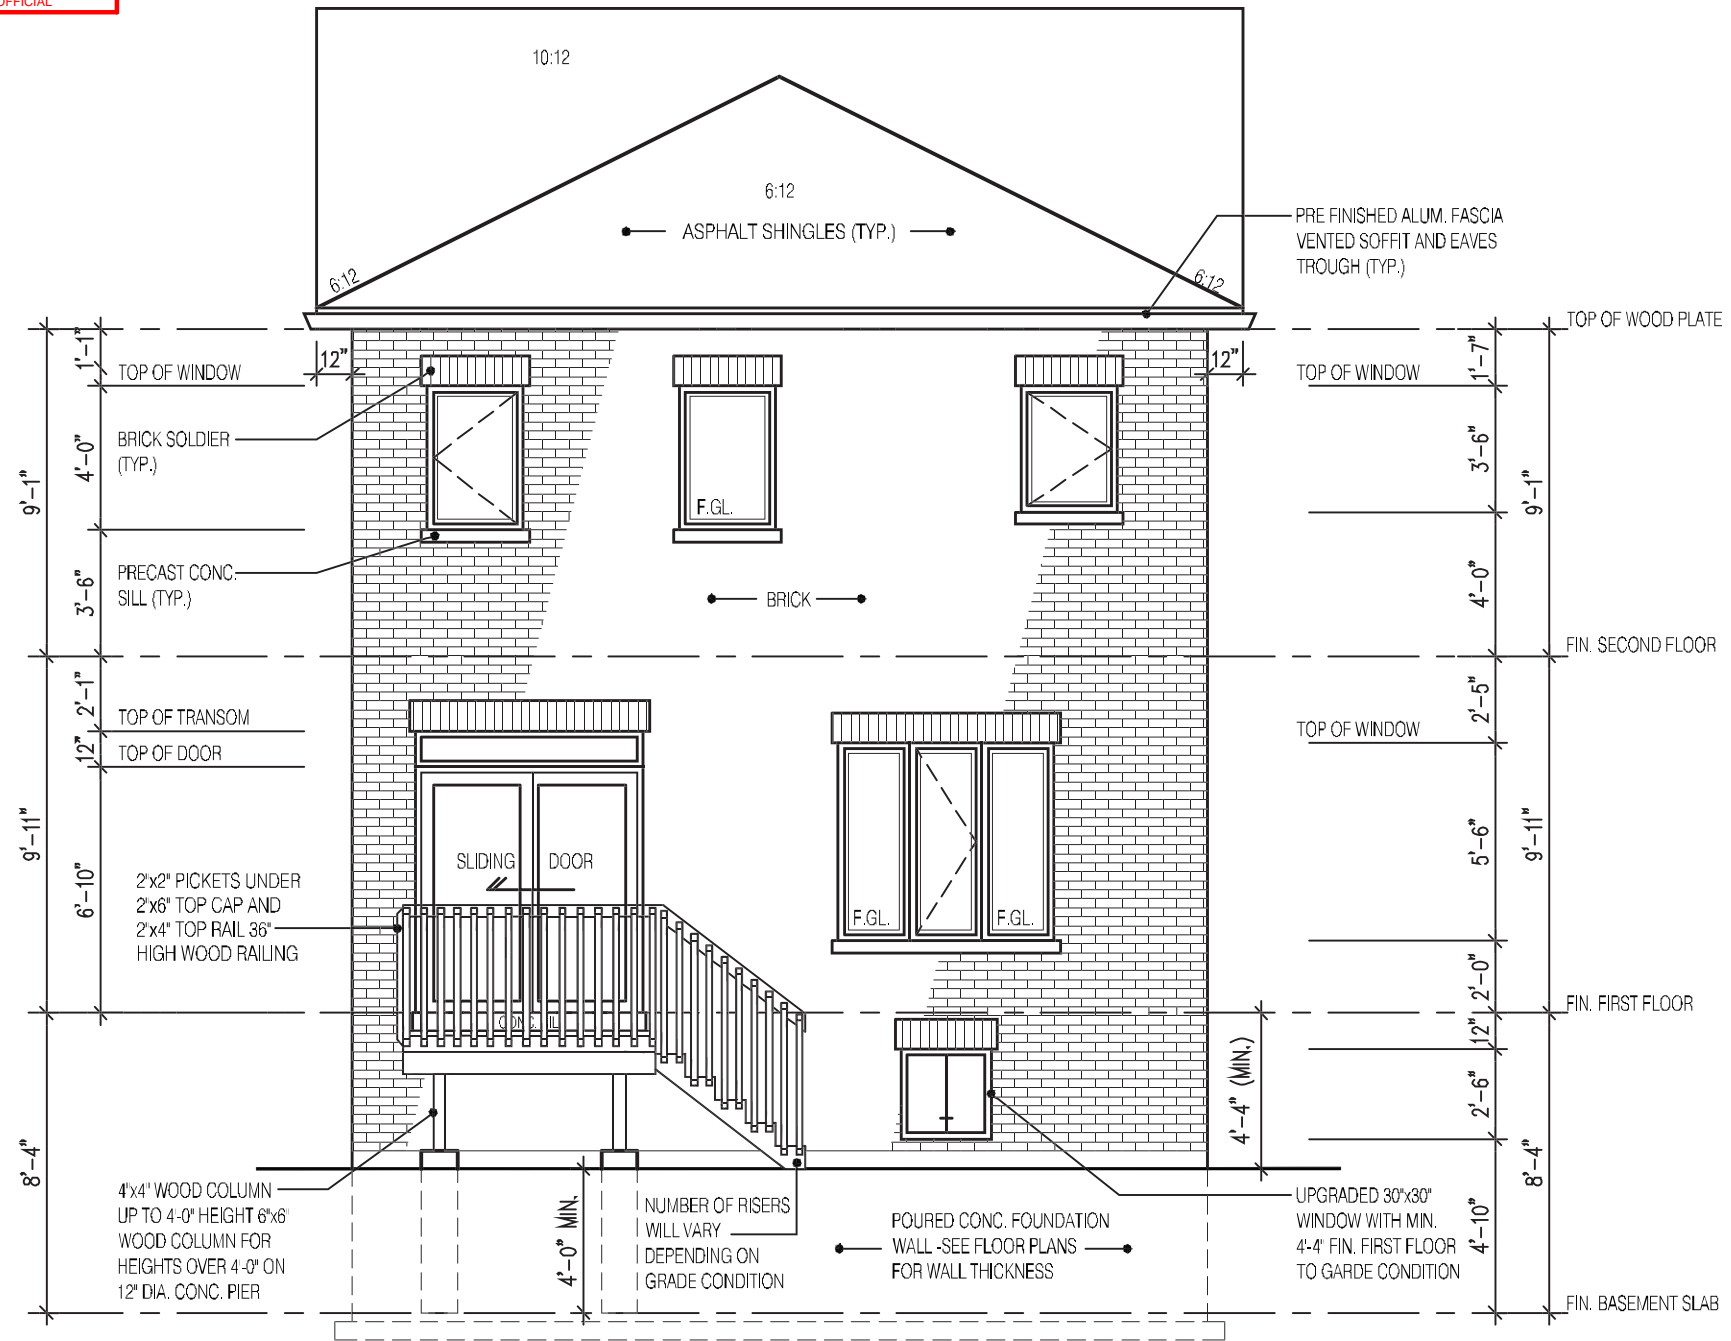 OFFICIAL
10:12
6:12
ASPHALT SHINGLES (TYP.)
6:12
6:12
PRE FINISHED ALUM. FASCIA
VENTED SOFFIT AND EAVES
TROUGH (TYP.)
TOP OF WOOD PLATE
1'-1"
12"
12"
1'-7"
TOP OF WINDOW
TOP OF WINDOW
BRICK SOLDIER
(TYP.)
4'-0"
9'-1"
3'-6"
9'-1"
F.GL.
PRECAST CONC.
SILL (TYP.)
3'-6"
BRICK
4'-0"
FIN. SECOND FLOOR
2'-1"
2'-5"
TOP OF TRANSOM
TOP OF WINDOW
12"
TOP OF DOOR
9'-11"
6'-10"
SLIDING DOOR
5'-6"
9'-11"
2"x2" PICKETS UNDER
2"x6" TOP CAP AND
2"x4" TOP RAIL 36"
HIGH WOOD RAILING
F.GL.
F.GL.
2'-0"
FIN. FIRST FLOOR
12"
4'-4" (MIN.)
2'-6"
8'-4"
8'-4"
4"x4" WOOD COLUMN
UP TO 4'-0" HEIGHT 6"x6"
WOOD COLUMN FOR
HEIGHTS OVER 4'-0" ON
12" DIA. CONC. PIER
4'-0" MIN.
NUMBER OF RISERS
WILL VARY
DEPENDING ON
GRADE CONDITION
POURED CONC. FOUNDATION
WALL -SEE FLOOR PLANS
FOR WALL THICKNESS
UPGRADED 30"x30"
WINDOW WITH MIN.
4'-4" FIN. FIRST FLOOR
TO GARDE CONDITION
4'-10"
FIN. BASEMENT SLAB